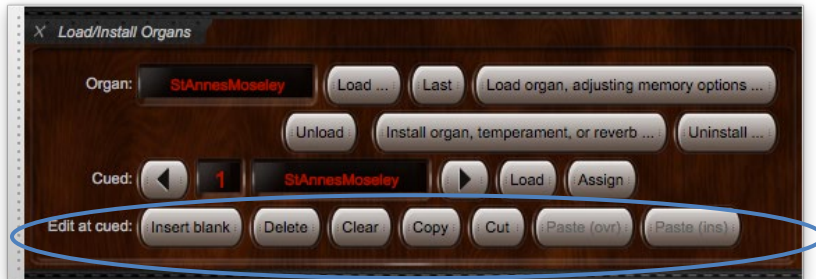 X Load/Install Organs
Organ: StAnnesMoseley Load ... Last Load organ, adjusting memory options ...
Unload Install organ, temperament, or reverb ... Uninstall ...
Cued: 1 StAnnesMoseley Load Assign
Edit at cued: Insert blank Delete Clear Copy Cut Paste (ovr) Paste (ins)